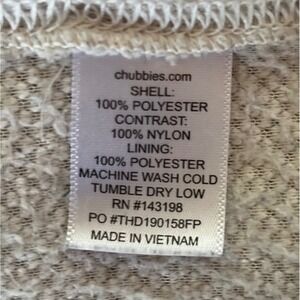 chubbies.com
SHELL:
100% POLYESTER
CONTRAST:
100% NYLON
LINING:
100% POLYESTER
MACHINE WASH COLD
TUMBLE DRY LOW
RN #143198
PO #THD190158FP
MADE IN VIETNAM